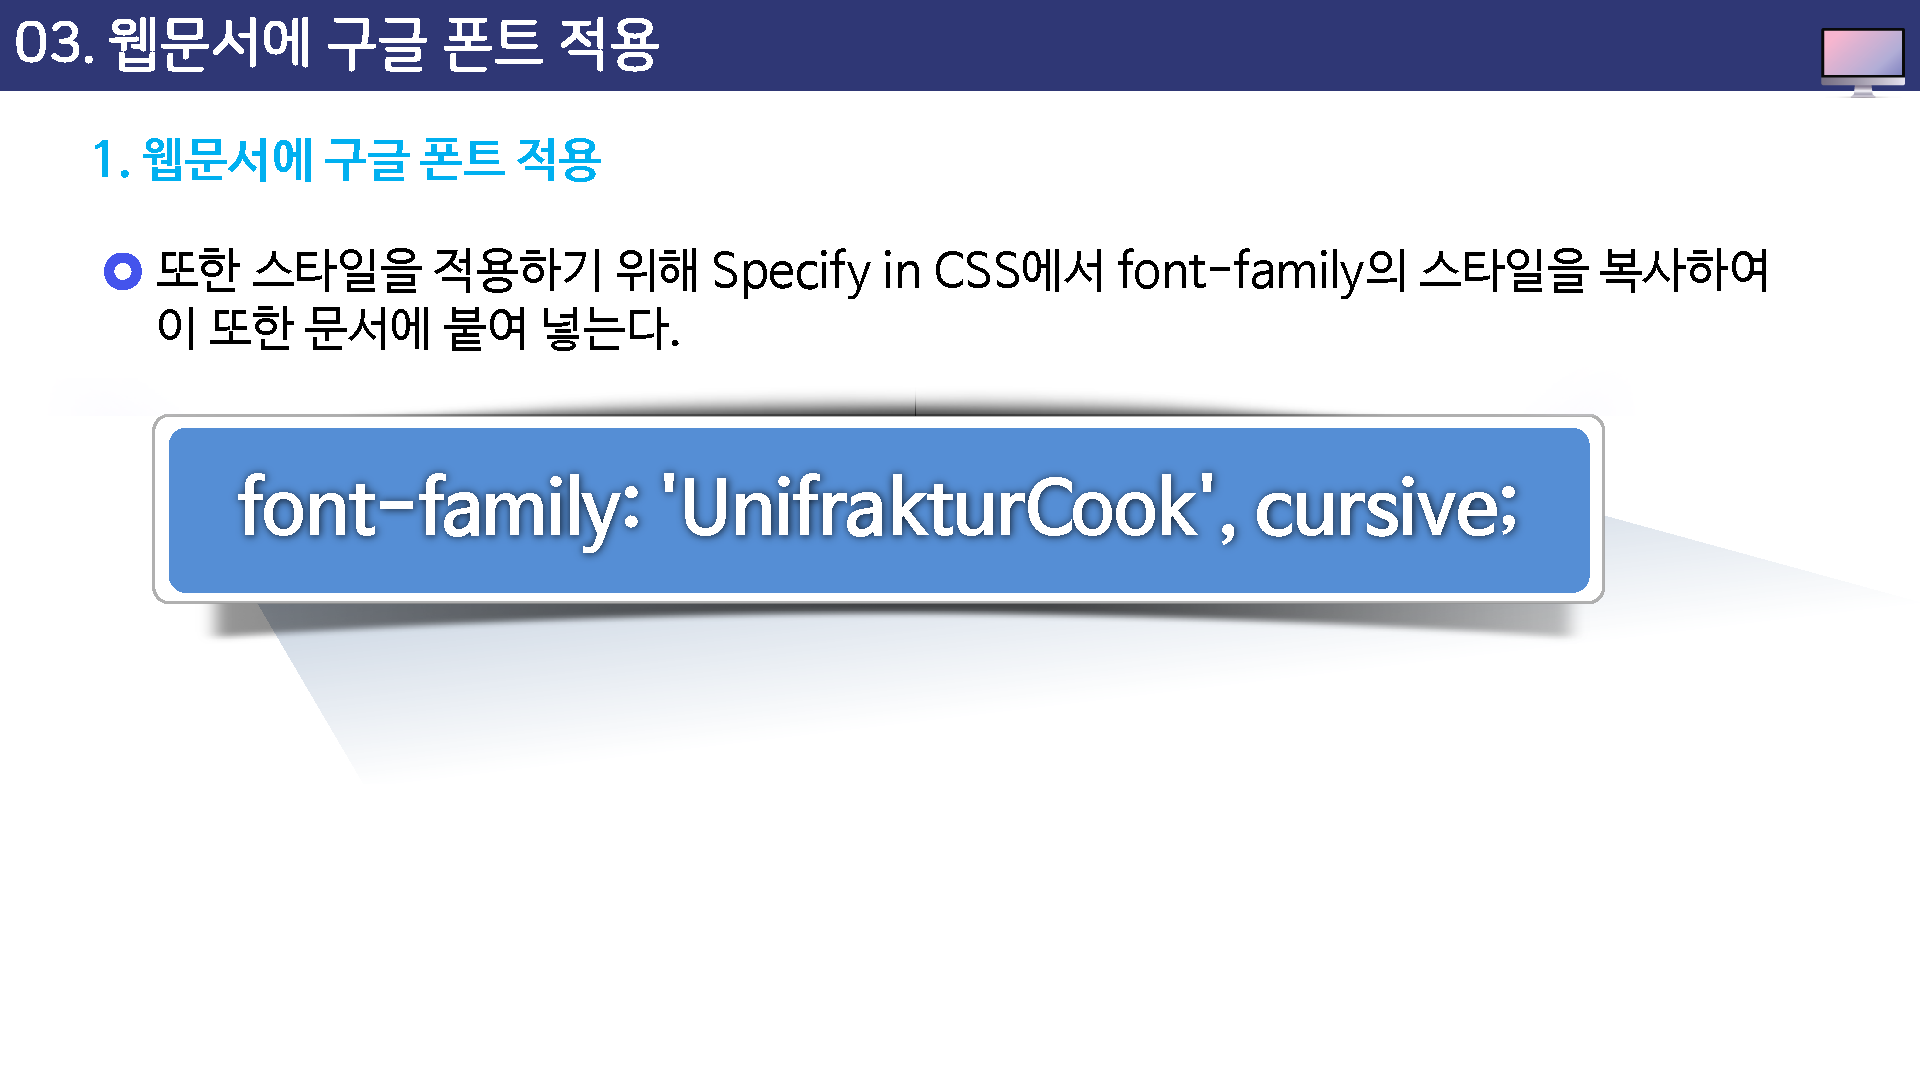 03. 웹문서에 구글 폰트 적용
1. 웹문서에 구글 폰트 적용
또한 스타일을 적용하기 위해 Specify in CSS에서 font-family의 스타일을 복사하여
이 또한 문서에 붙여 넣는다.
font-family: 'UnifrakturCook', cursive;